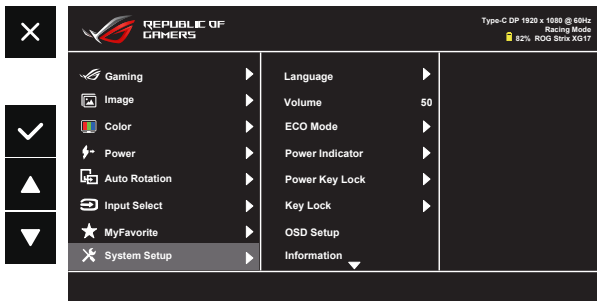 REPUBLIC OF
GAMERS
Type-C DP 1920 x 1080 @ 60Hz
Racing Mode
82% ROG Strix XG17
Gaming
Image
Color
Power
Auto Rotation
Input Select
MyFavorite
System Setup
Language
Volume 50
ECO Mode
Power Indicator
Power Key Lock
Key Lock
OSD Setup
Information